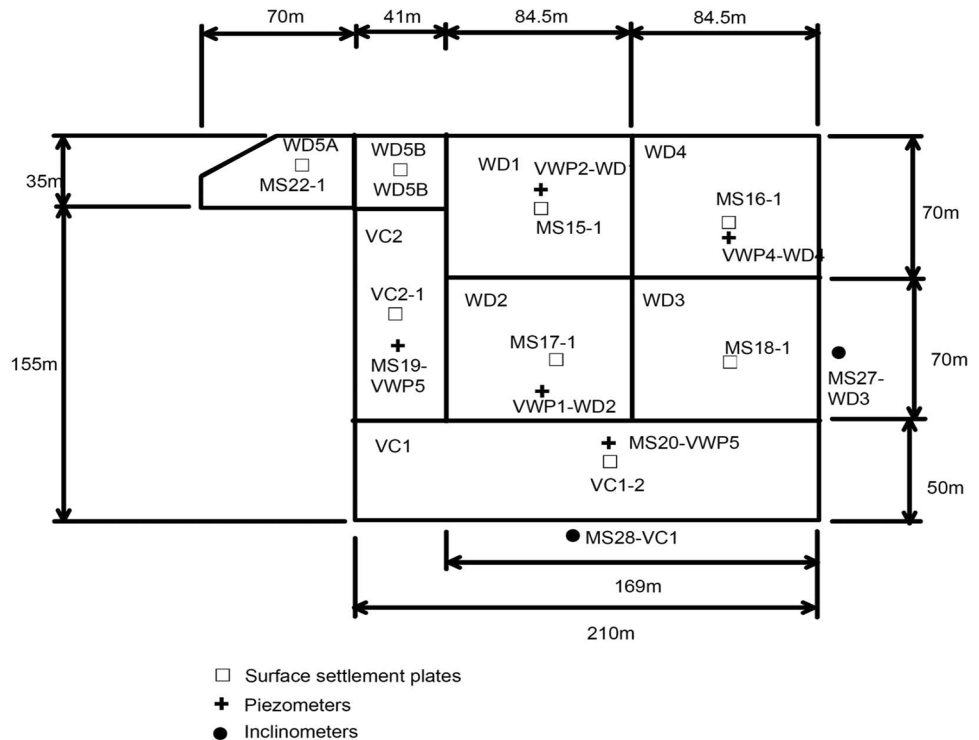 70m
41m
84.5m
84.5m
35m
155m
70m
70m
50m
WD5A
MS22-1
WD5B
WD5B
WD1
VWP2-WD1
MS15-1
WD4
MS16-1
VWP4-WD4
VC2
VC2-1
MS19-
VWP5
WD2
MS17-1
VWP1-WD2
WD3
MS18-1
MS27-
WD3
VC1
MS20-VWP5
VC1-2
MS28-VC1
169m
210m
Surface settlement plates
Piezometers
Inclinometers